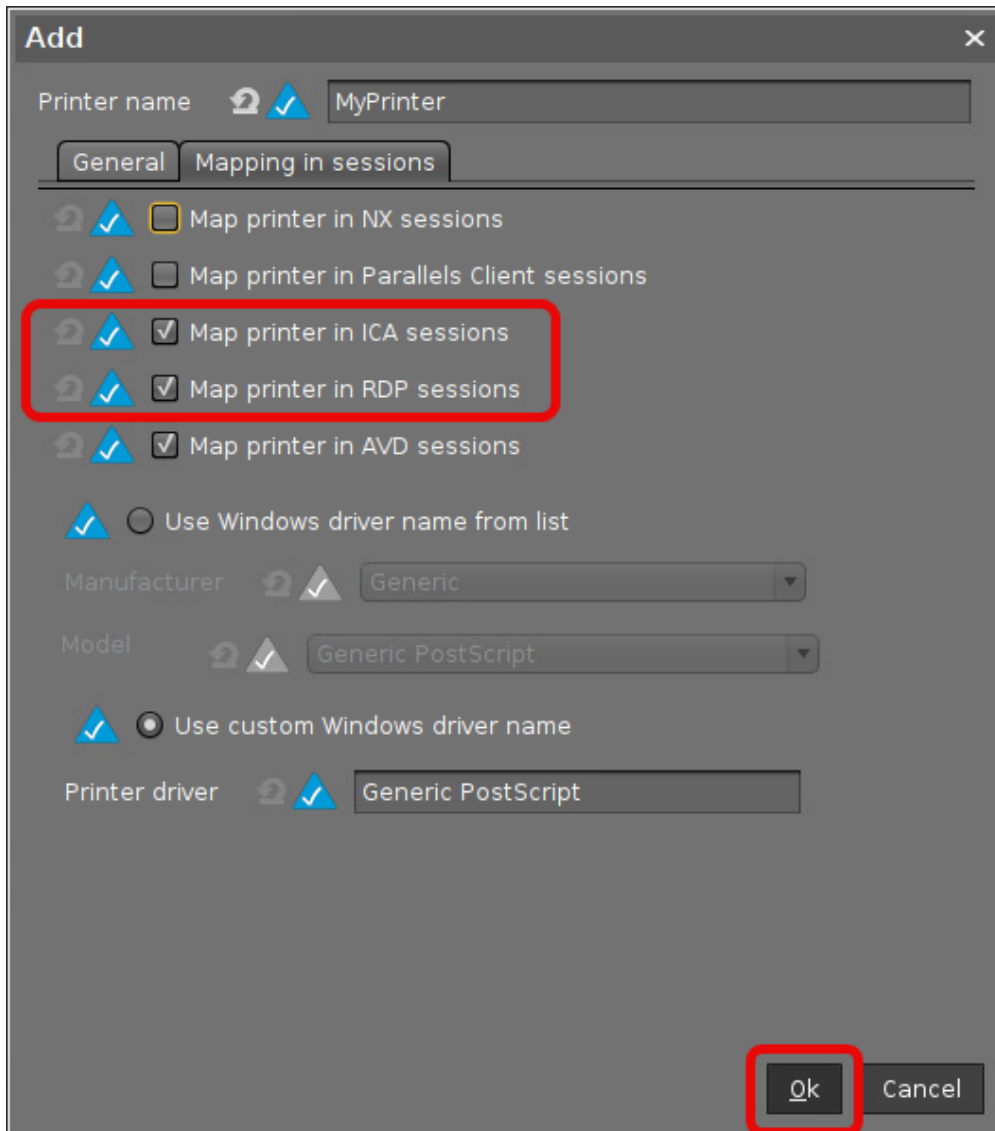 Add
Printer name MyPrinter
General Mapping in sessions
Map printer in NX sessions
Map printer in Parallels Client sessions
Map printer in ICA sessions
Map printer in RDP sessions
Map printer in AVD sessions
Use Windows driver name from list
Manufacturer Generic
Model Generic PostScript
Use custom Windows driver name
Printer driver Generic PostScript
Ok Cancel